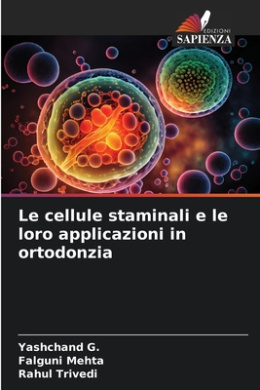 EDIZIONI
SAPIENZA
Le cellule staminali e le
loro applicazioni in
ortodonzia
Yashchand G.
Falguni Mehta
Rahul Trivedi